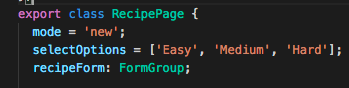 export class RecipePage {
mode = 'new';
selectOptions = ['Easy', 'Medium', 'Hard'];
recipeForm: FormGroup;